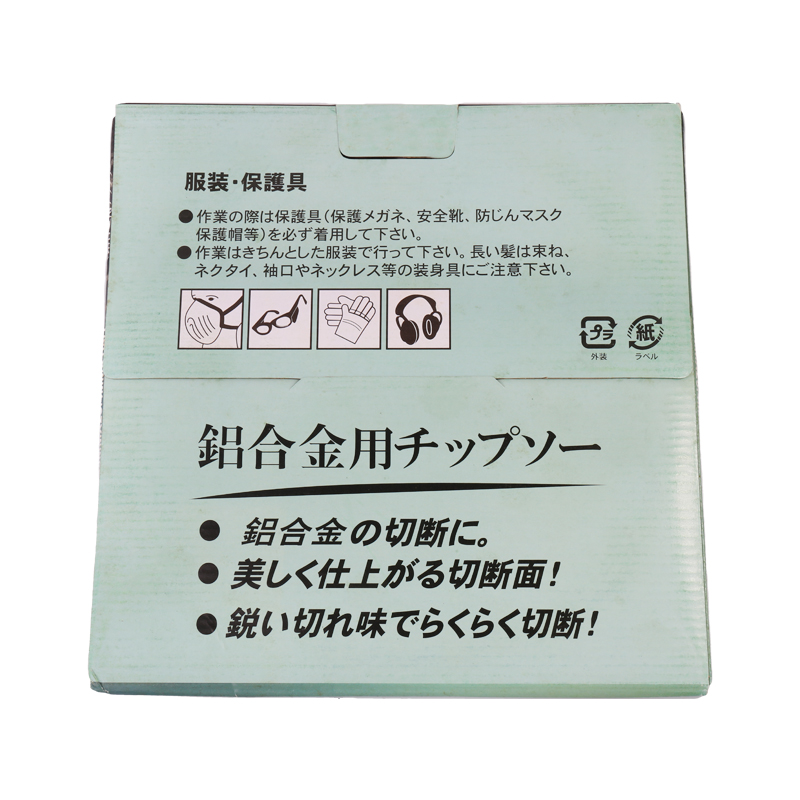 服装・保護具
●作業の際は保護具(保護メガネ、安全靴、防じんマスク
保護帽等)を必ず着用して下さい。
●作業はきちんとした服装で行って下さい。長い髪は束ね、
ネクタイ、袖口やネックレス等の装身具にご注意下さい。
プラ 紙
外装 ラベル
鋁合金用チップソー
● 鋁合金の切断に。
● 美しく仕上がる切断面!
● 鋭い切れ味でらくらく切断!